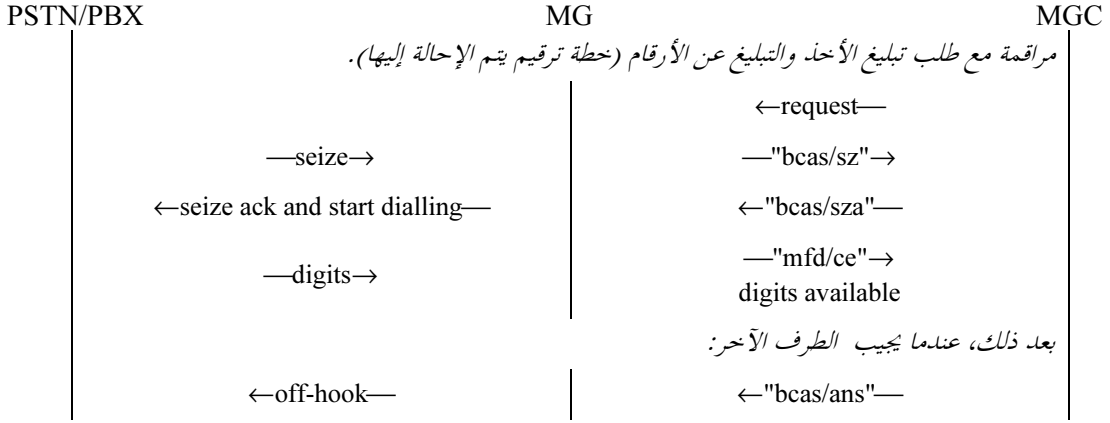 PSTN/PBX MG MGC
مراقمة مع طلب تبليغ الأخذ والتبليغ عن الأرقام (خطة ترقيم يتم الإحالة إليها).
←request—
—seize→ —"bcas/sz"→
←seize ack and start dialling— ←"bcas/sza"—
—digits→ —"mfd/ce"→
digits available
بعد ذلك، عندما يجيب الطرف الآخر:
←off-hook— ←"bcas/ans"—